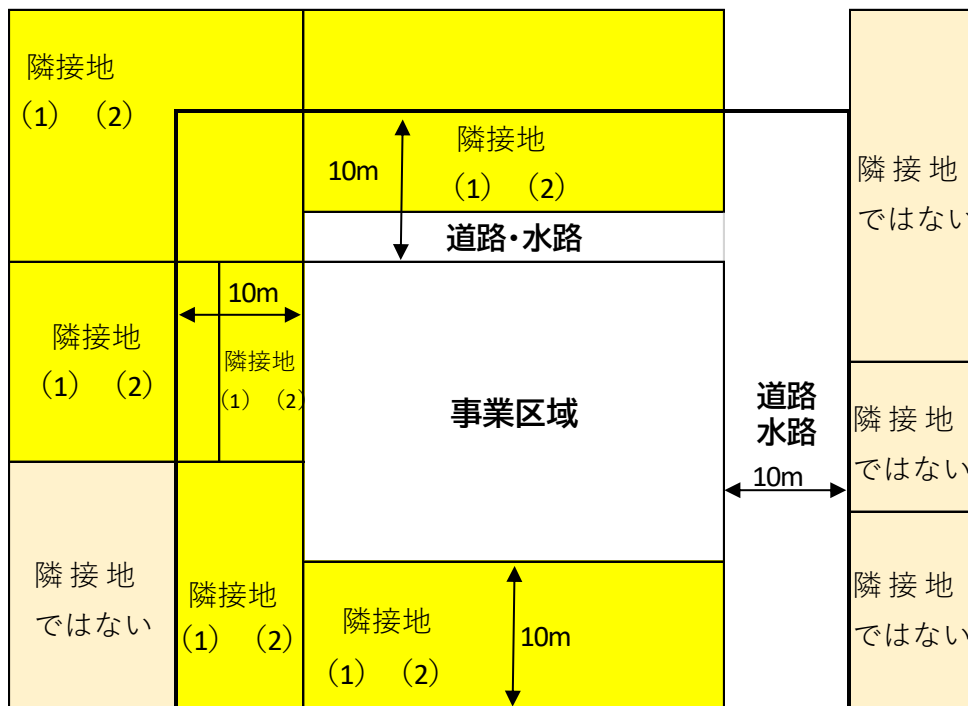 隣接地
(1) (2)
隣接地
(1) (2)
10m
道路・水路
隣接地
ではない
10m
隣接地
(1) (2)
隣接地
(1) (2)
事業区域
道路
水路
10m
隣接地
ではない
隣接地
ではない
隣接地
(1) (2)
隣接地
(1) (2)
10m
隣接地
ではない